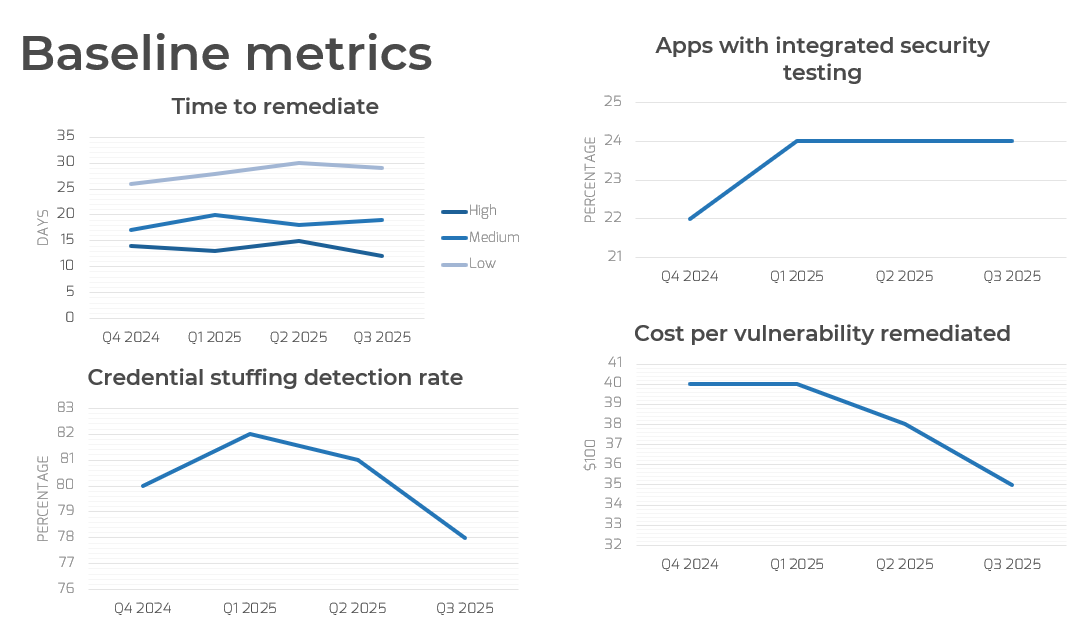 Baseline metrics
Time to remediate
DAYS
35
30
25
20
15
10
5
0
Q4 2024 Q1 2025 Q2 2025 Q3 2025
High
Medium
Low
Apps with integrated security
testing
PERCENTAGE
25
24
23
22
21
Q4 2024 Q1 2025 Q2 2025 Q3 2025
Credential stuffing detection rate
PERCENTAGE
83
82
81
80
79
78
77
76
Q4 2024 Q1 2025 Q2 2025 Q3 2025
Cost per vulnerability remediated
$100
41
40
39
38
37
36
35
34
33
32
Q4 2024 Q1 2025 Q2 2025 Q3 2025